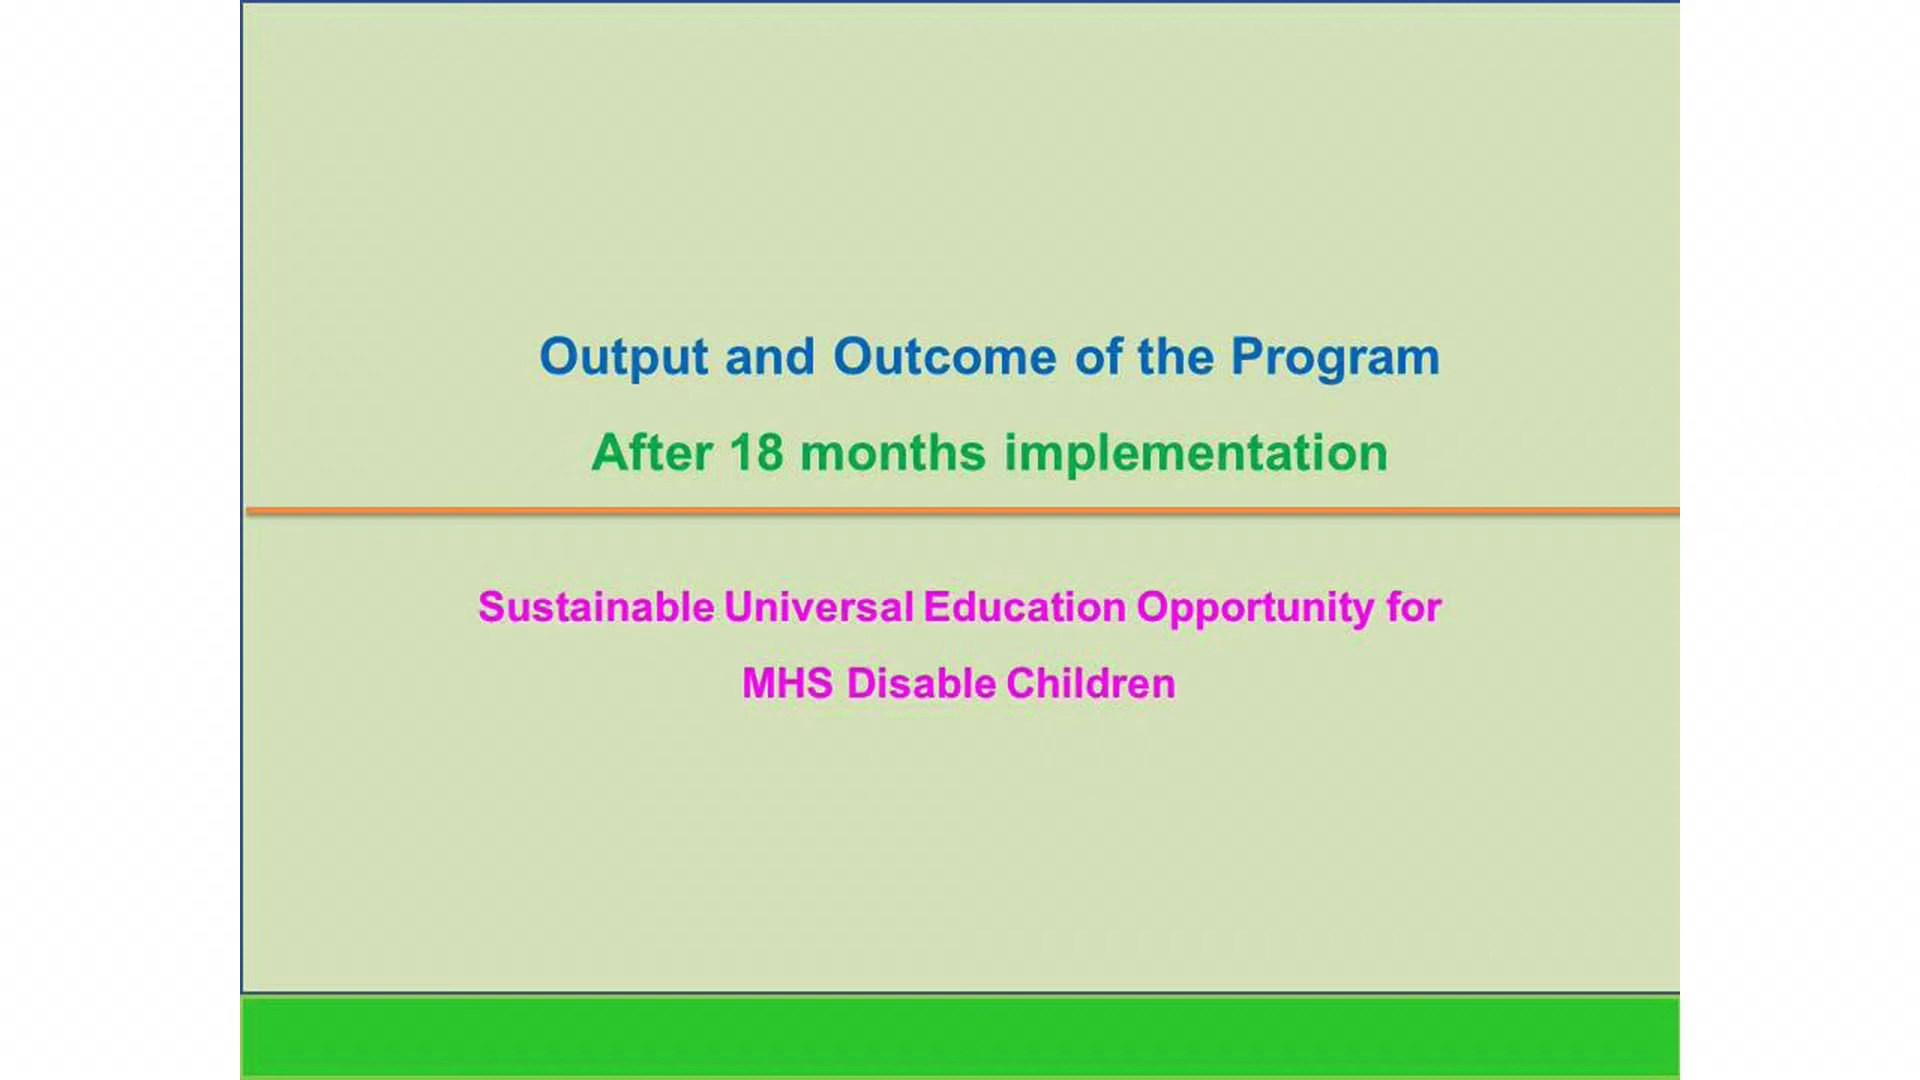 Output and Outcome of the Program
After 18 months implementation
Sustainable Universal Education Opportunity for
MHS Disable Children